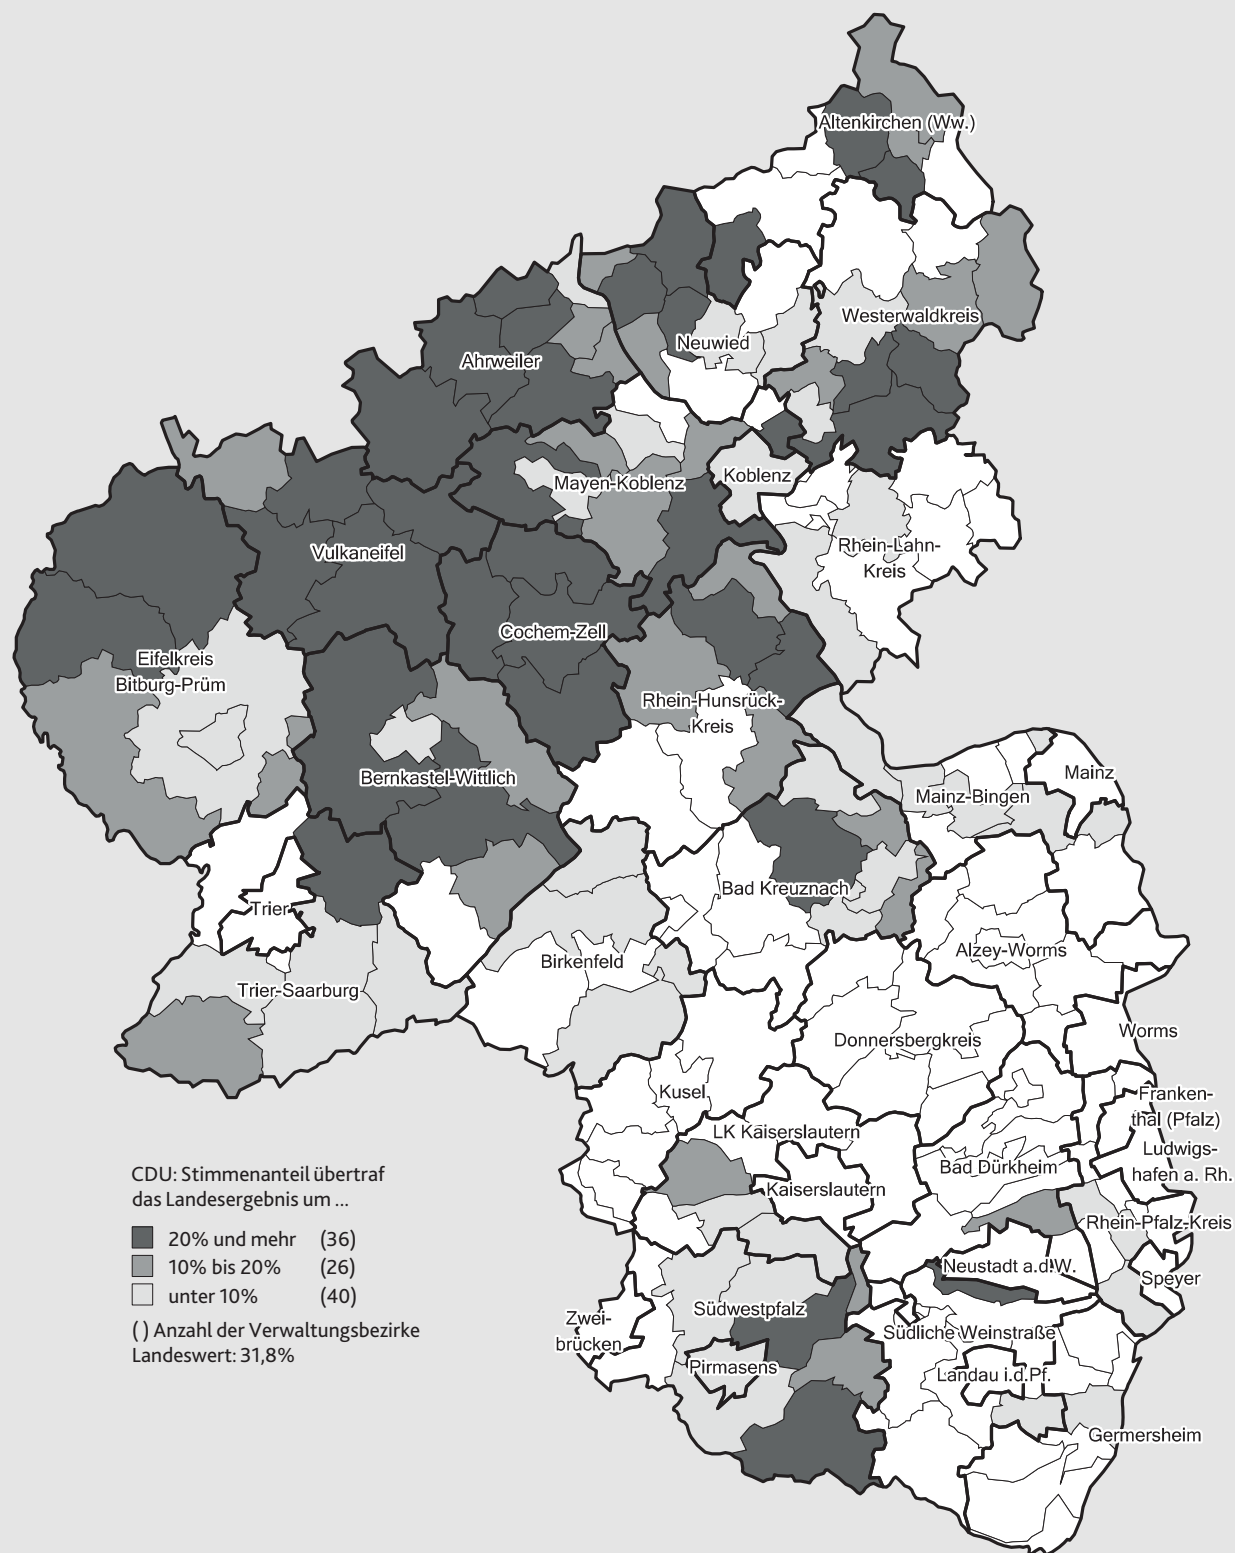 Altenkirchen (Ww.)
Westerwaldkreis
Neuwied
Ahrweiler
Mayen-Koblenz
Koblenz
Vulkaneifel
Rhein-Lahn-
Kreis
Cochem-Zell
Eifelkreis
Bitburg-Prüm
Rhein-Hunsrück-
Kreis
Bernkastel-Wittlich
Mainz
Mainz-Bingen
Bad Kreuznach
Trier
Alzey-Worms
Birkenfeld
Trier-Saarburg
Worms
Donnersbergkreis
Kusel
Franken-
thal (Pfalz)
LK Kaiserslautern
Ludwigs-
hafen a. Rh.
Bad Dürkheim
Kaiserslautern
Rhein-Pfalz-Kreis
Neustadt a.d.W.
Speyer
Südwestpfalz
Zwei-
brücken
Südliche Weinstraße
Pirmasens
Landau i.d.Pf.
Germersheim
CDU: Stimmenanteil übertraf
das Landesergebnis um ...
20% und mehr (36)
10% bis 20% (26)
unter 10% (40)
( ) Anzahl der Verwaltungsbezirke
Landeswert: 31,8%